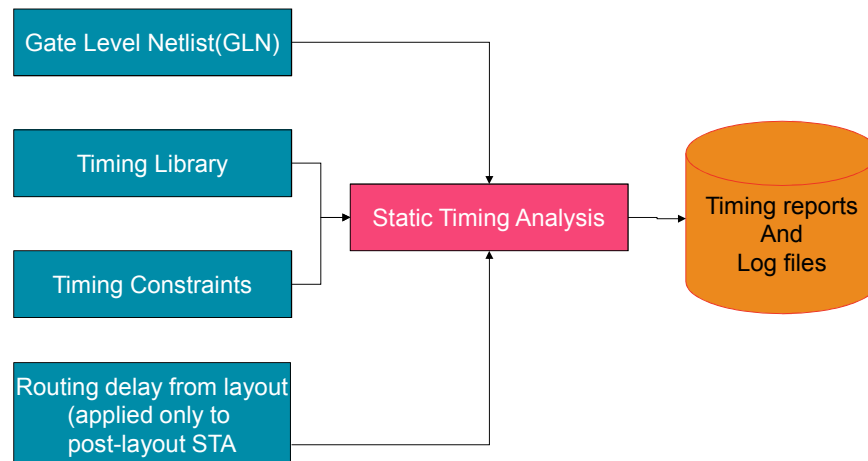 Gate Level Netlist(GLN)
Timing Library
Static Timing Analysis
Timing reports
And
Log files
Timing Constraints
Routing delay from layout
(applied only to
post-layout STA